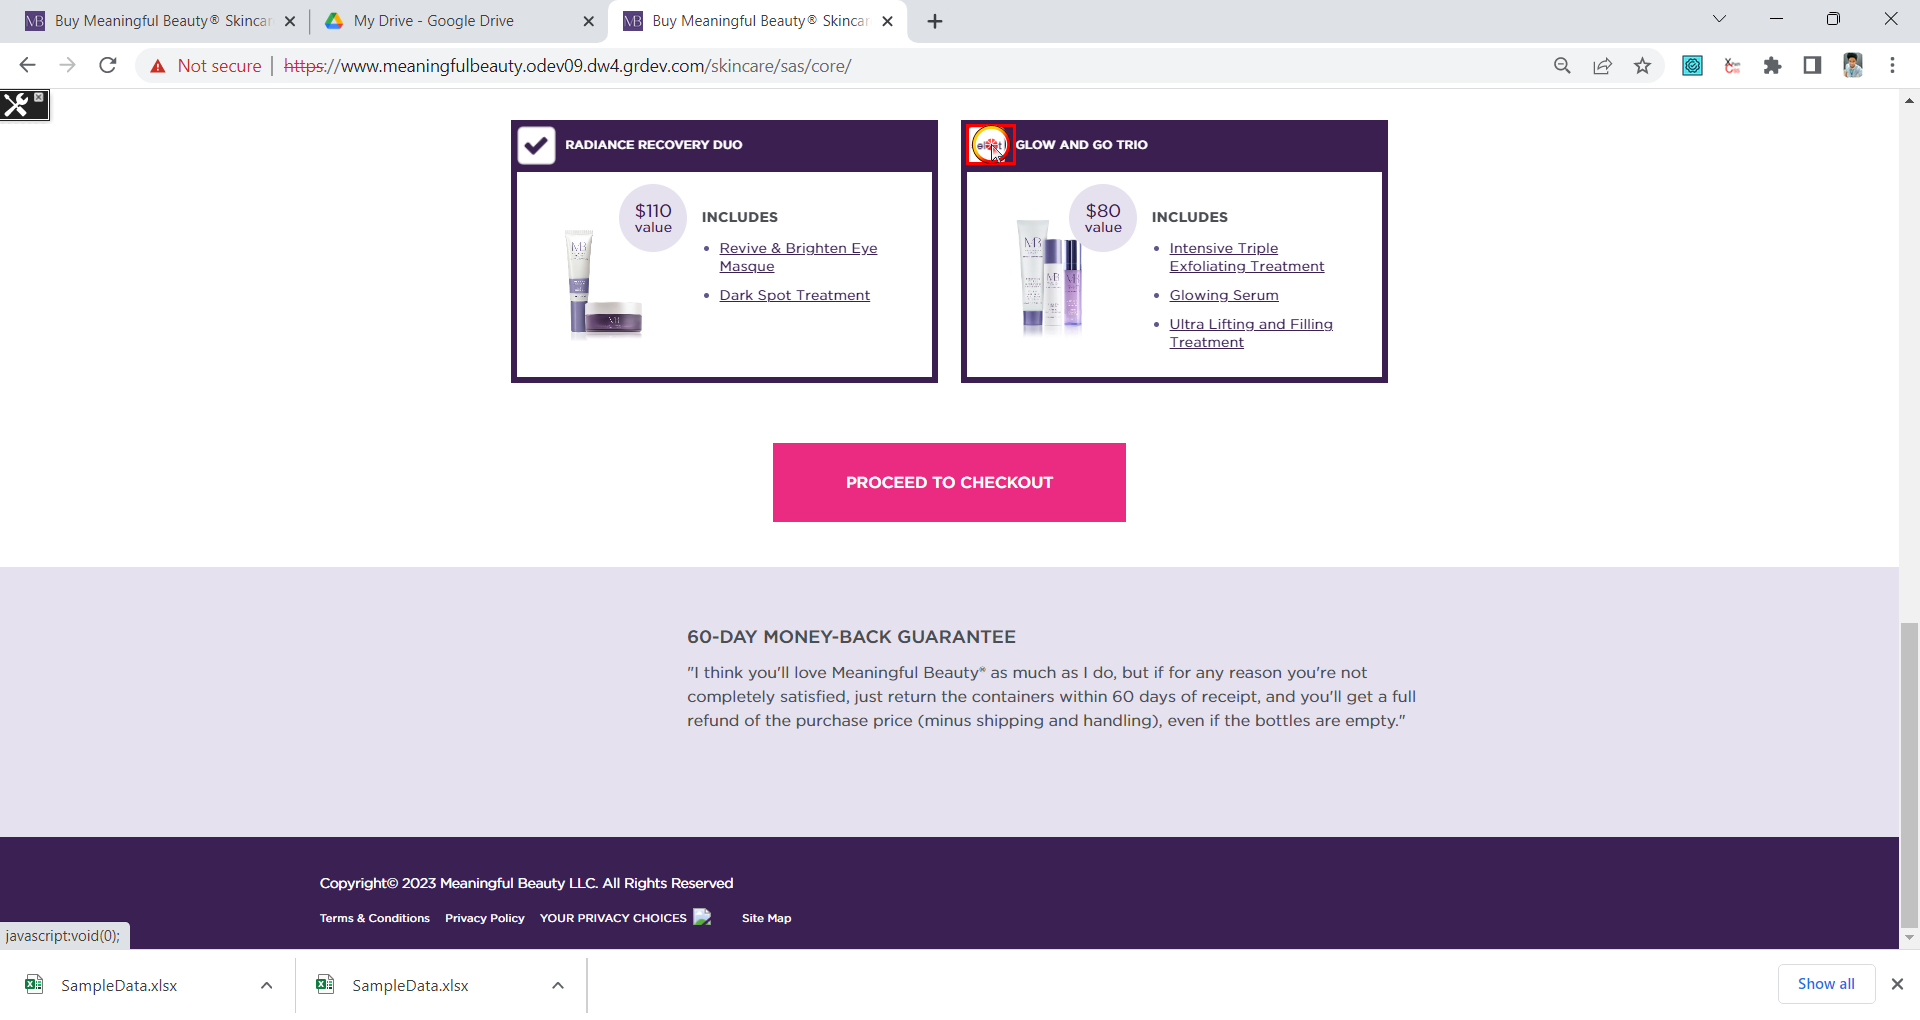 Buy Meaningful Beauty® Skincar
My Drive - Google Drive
Buy Meaningful Beauty® Skincar
Not secure
https://www.meaningfulbeauty.odev09.dw4.grdev.com/skincare/sas/core/
RADIANCE RECOVERY DUO
$110
value
INCLUDES
Revive & Brighten Eye
Masque
Dark Spot Treatment
GLOW AND GO TRIO
$80
value
INCLUDES
Intensive Triple
Exfoliating Treatment
Glowing Serum
Ultra Lifting and Filling
Treatment
PROCEED TO CHECKOUT
60-DAY MONEY-BACK GUARANTEE
"I think you'll love Meaningful Beauty® as much as I do, but if for any reason you're not
completely satisfied, just return the containers within 60 days of receipt, and you'll get a full
refund of the purchase price (minus shipping and handling), even if the bottles are empty."
Copyright© 2023 Meaningful Beauty LLC. All Rights Reserved
Terms & Conditions Privacy Policy YOUR PRIVACY CHOICES Site Map
javascript:void(0);
SampleData.xlsx
SampleData.xlsx
Show all